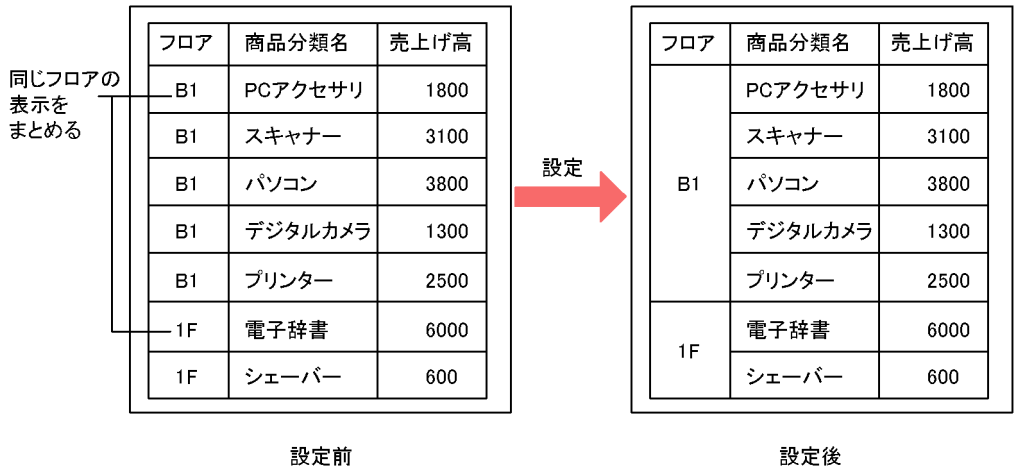 同じフロアの
表示を
まとめる
フロア 商品分類名 売上げ高
B1 PCアクセサリ 1800
B1 スキャナー 3100
B1 パソコン 3800
B1 デジタルカメラ 1300
B1 プリンター 2500
1F 電子辞書 6000
1F シェーバー 600
設定前
設定
フロア 商品分類名 売上げ高
B1
PCアクセサリ 1800
スキャナー 3100
パソコン 3800
デジタルカメラ 1300
プリンター 2500
1F
電子辞書 6000
シェーバー 600
設定後